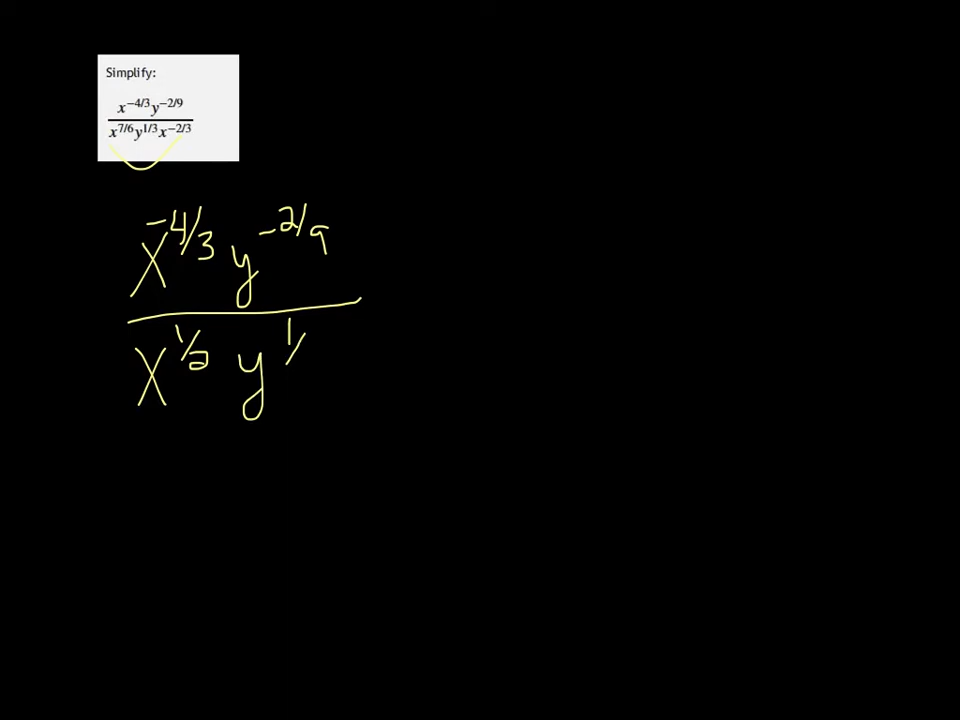 Simplify:
x^{-4/3}y^{-2/9}
x^{7/6}y^{1/3}x^{-2/3}
x^{-4/3} y^{-2/9}
x^{1/2} y^{1/}